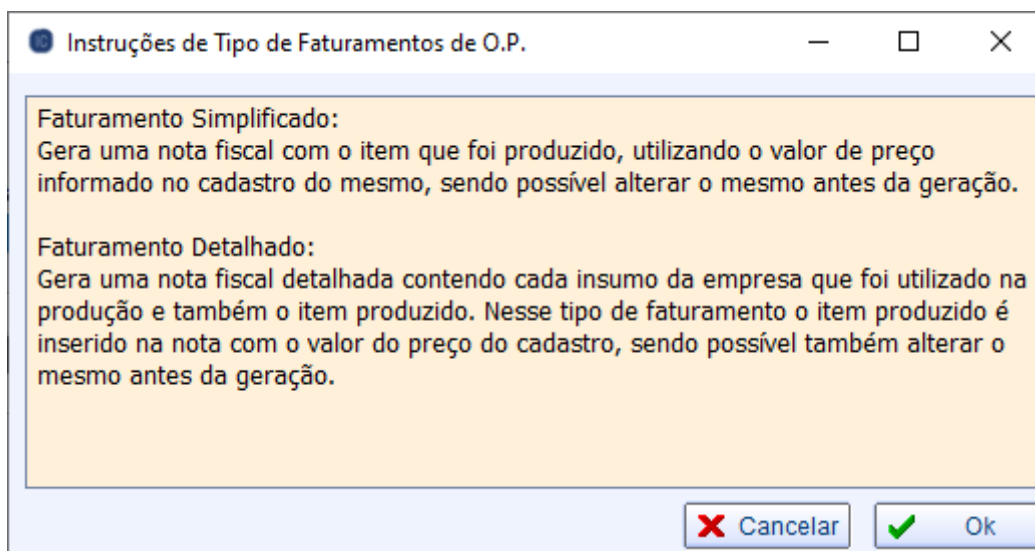 Instruções de Tipo de Faturamentos de O.P.
Faturamento Simplificado:
Gera uma nota fiscal com o item que foi produzido, utilizando o valor de preço
informado no cadastro do mesmo, sendo possível alterar o mesmo antes da geração.
Faturamento Detalhado:
Gera uma nota fiscal detalhada contendo cada insumo da empresa que foi utilizado na
produção e também o item produzido. Nesse tipo de faturamento o item produzido é
inserido na nota com o valor do preço do cadastro, sendo possível também alterar o
mesmo antes da geração.
Cancelar Ok